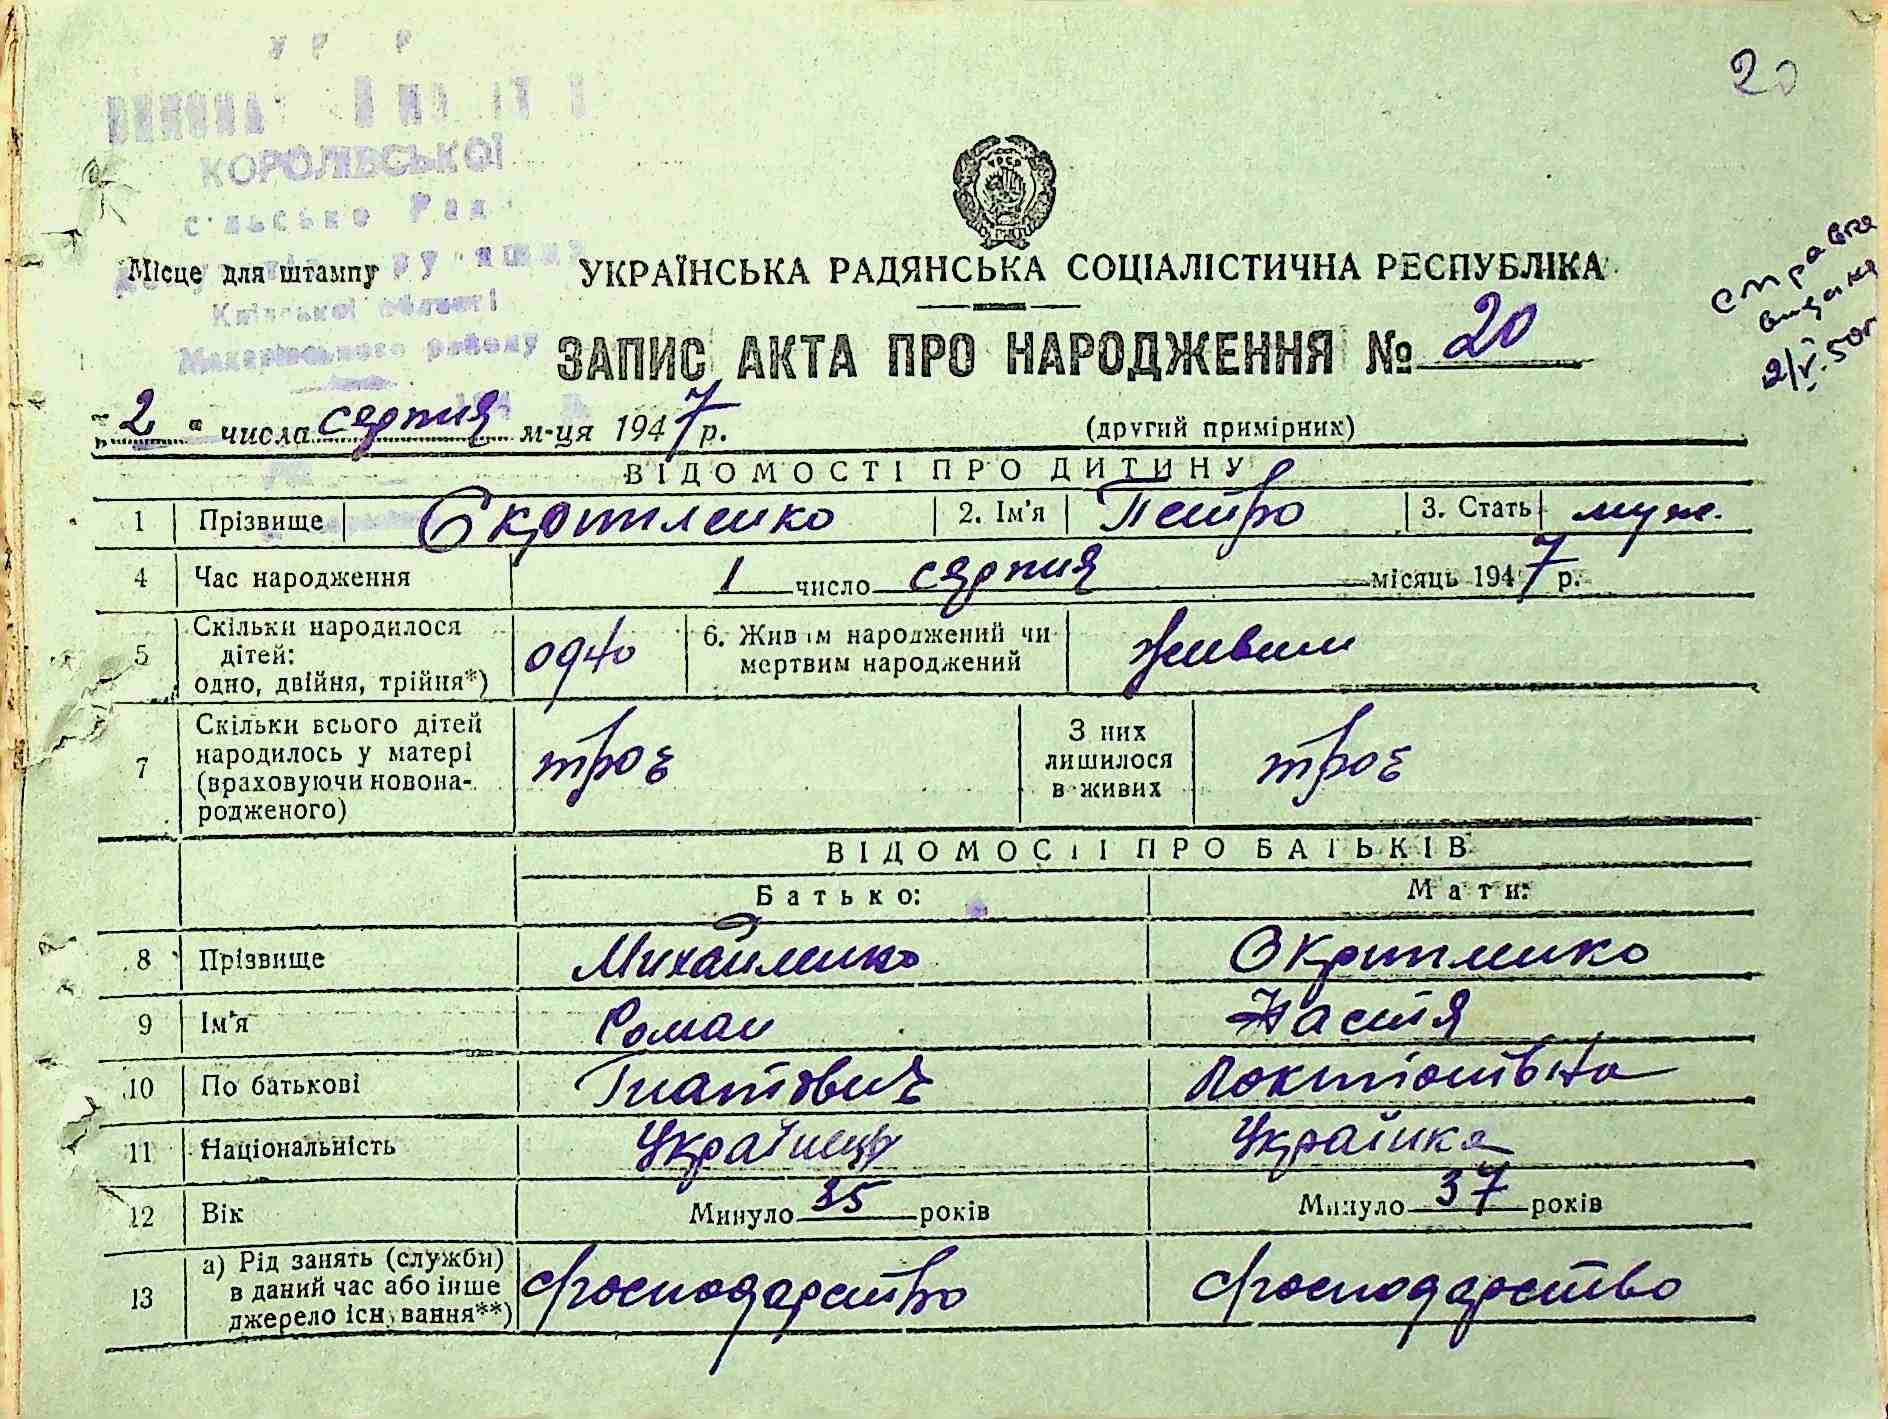 20
КОРОЛІВСЬКОЇ
Київської області
Макарівського району
Місце для штампу
УРСР
УКРАЇНСЬКА РАДЯНСЬКА СОЦІАЛІСТИЧНА РЕСПУБЛІКА
справка
видана
2/V.50г
ЗАПИС АКТА ПРО НАРОДЖЕННЯ № 20
"2" числа серпня м-ця 1947 р. (другий примірник)
ВІДОМОСТІ ПРО ДИТИНУ
1 Прізвище Скрипленко 2. Ім'я Петро 3. Стать муж.
4 Час народження 1 число серпня місяць 1947 р.
5 Скільки народилося дітей: одно, двійня, трійня*) одно 6. Живим народжений чи мертвим народжений живим
7 Скільки всього дітей народилось у матері (враховуючи новонародженого) троє З них лишилося в живих троє
ВІДОМОСТІ ПРО БАТЬКІВ
Батько: Мати:
8 Прізвище Михайленко Скрипленко
9 Ім'я Роман Настя
10 По батькові Гнатович
11 Національність Українець Українка
12 Вік Минуло 35 років Минуло 37 років
13 а) Рід занять (служби) в даний час або інше джерело існування**)